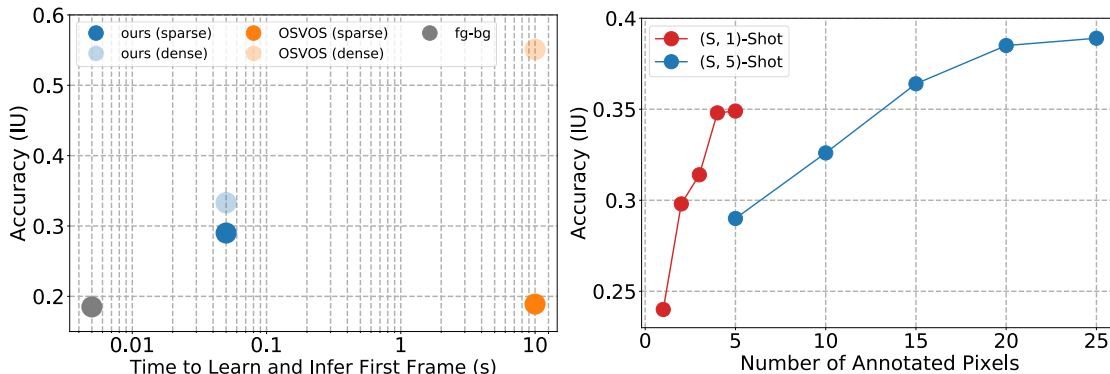 ours (sparse)
ours (dense)
OSVOS (sparse)
OSVOS (dense)
fg-bg
0.6
0.5
0.4
0.3
0.2
Accuracy (IU)
0.01
0.1
1
10
Time to Learn and Infer First Frame (s)
(S, 1)-Shot
(S, 5)-Shot
0.4
0.35
0.3
0.25
Accuracy (IU)
0
5
10
15
20
25
Number of Annotated Pixels